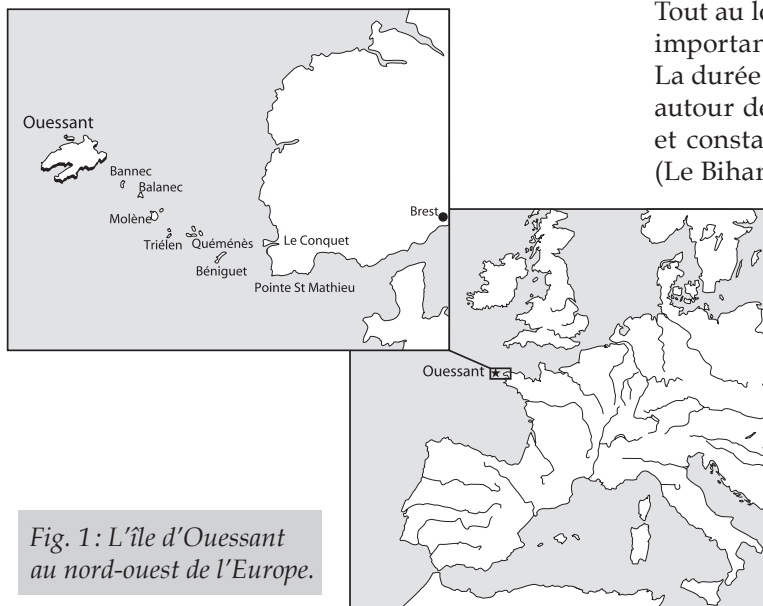 Tout au lo
importan
La durée
autour de
et consta
(Le Bihan
Ouessant
Bannec
Balanec
Molène
Triélen
Quéménès
Béniguet
Le Conquet
Pointe St Mathieu
Brest
Ouessant
Fig. 1 : L'île d'Ouessant
au nord-ouest de l'Europe.